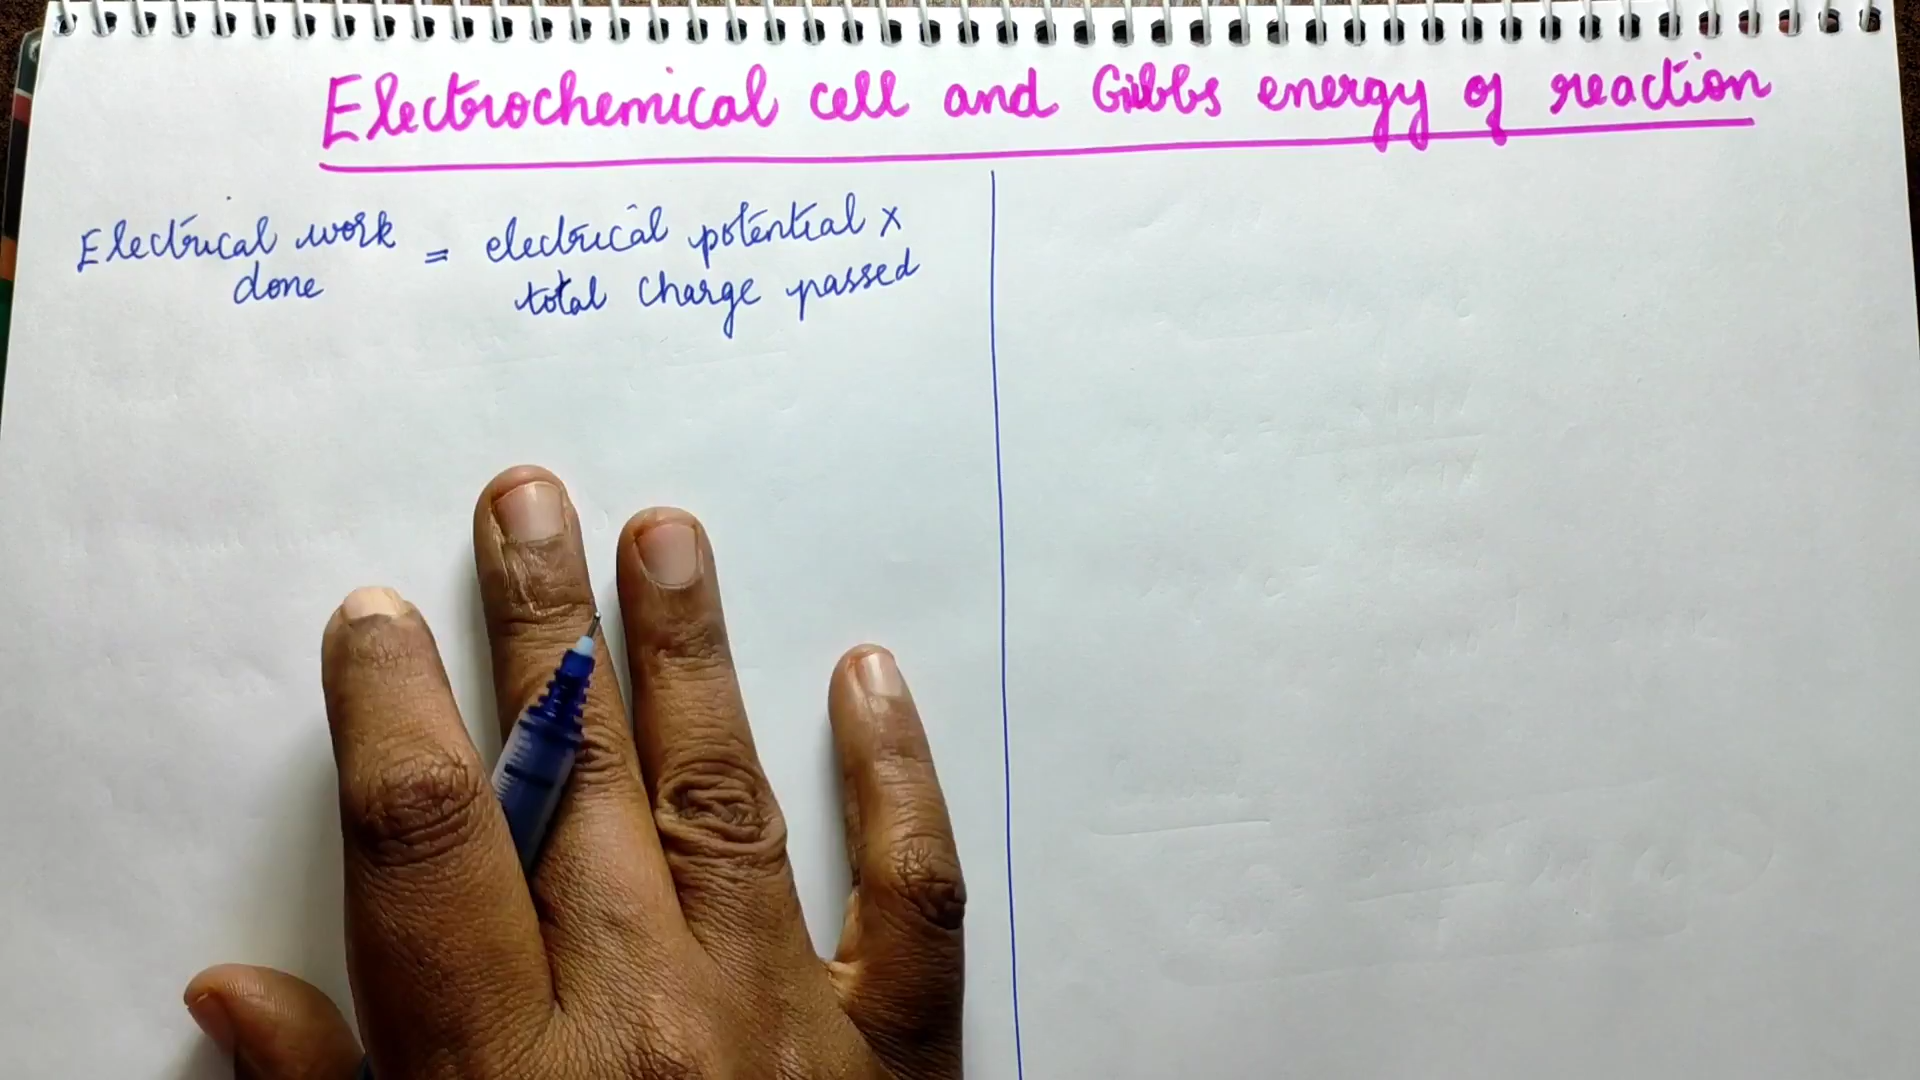 Electrochemical cell and Gibbs energy of reaction
Electrical work done = electrical potential x
total charge passed